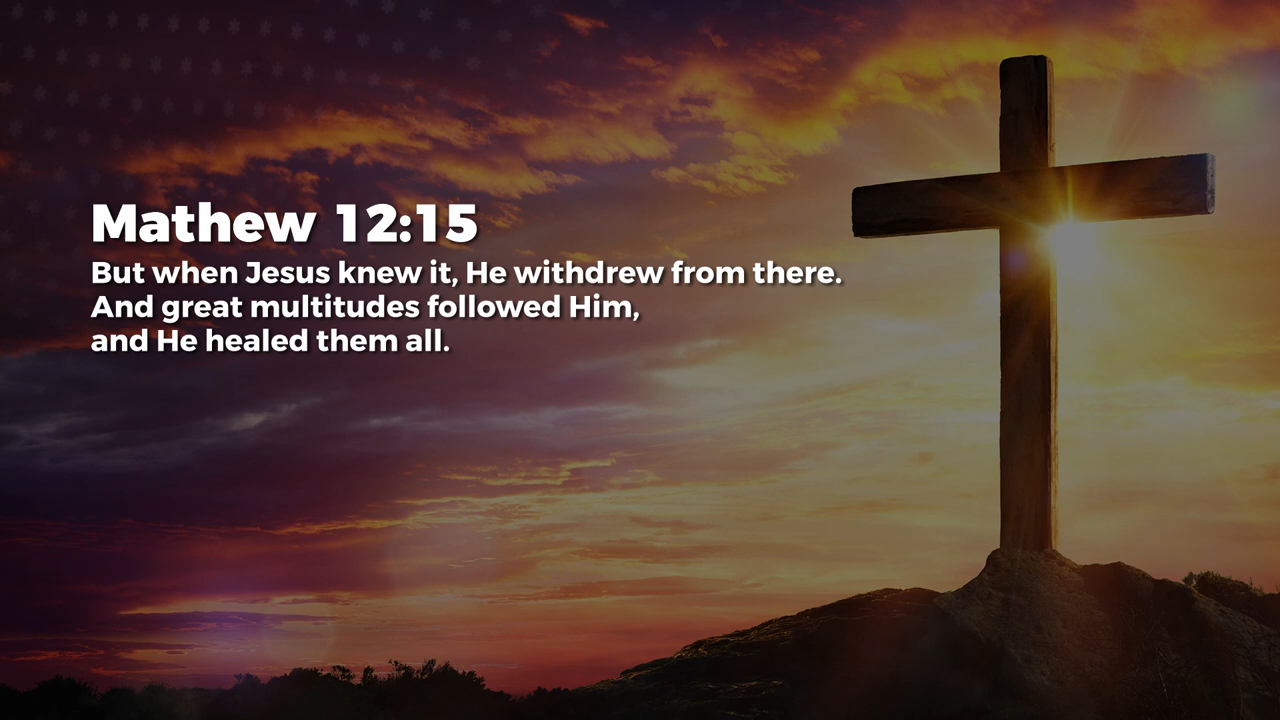 Mathew 12:15
But when Jesus knew it, He withdrew from there.
And great multitudes followed Him,
and He healed them all.